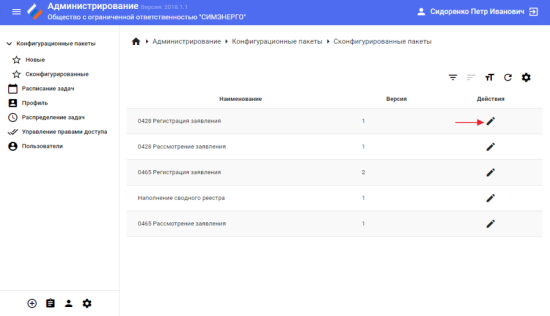 Администрирование Версия: 2018.1.1
Общество с ограниченной ответственностью "СИМЭНЕРГО"
Сидоренко Петр Иванович
Конфигурационные пакеты
Новые
Сконфигурированные
Расписание задач
Профиль
Распределение задач
Управление правами доступа
Пользователи
Администрирование Конфигурационные пакеты Сконфигурированные пакеты
Наименование Версия Действия
0428 Регистрация заявления 1
0428 Рассмотрение заявления 1
0465 Регистрация заявления 2
Наполнение сводного реестра 1
0465 Рассмотрение заявления 1